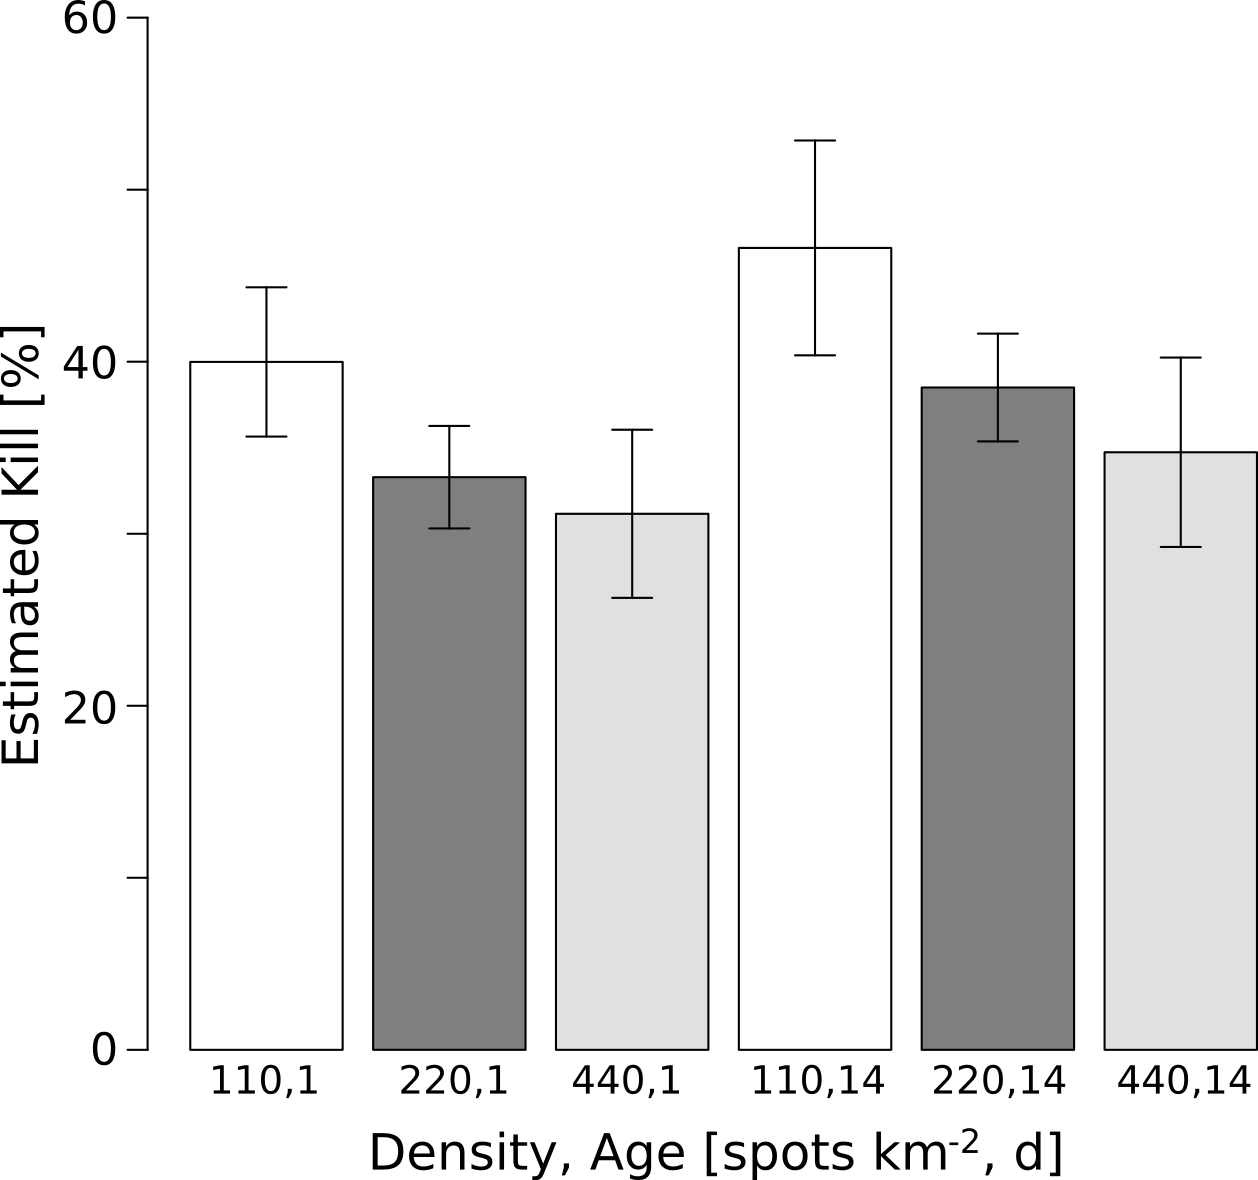 60
40
20
0
Estimated Kill [%]
110,1 220,1 440,1 110,14 220,14 440,14
Density, Age [spots km⁻², d]